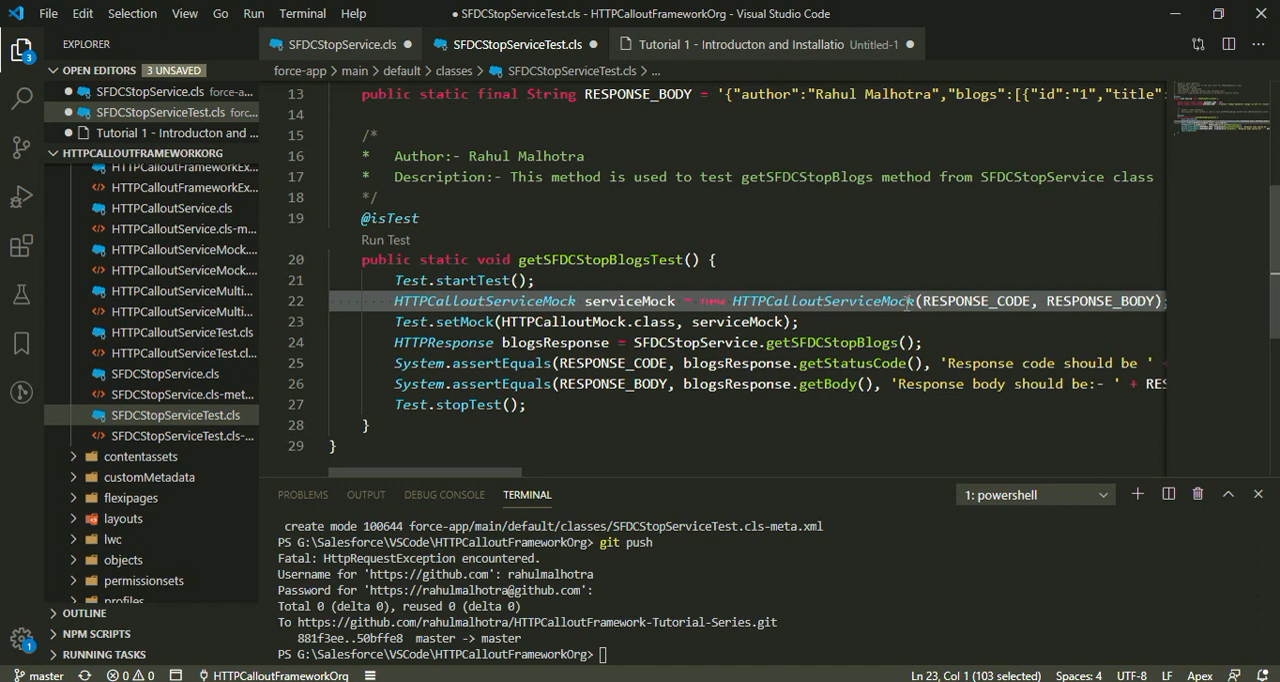 File Edit Selection View Go Run Terminal Help
● SFDCStopServiceTest.cls - HTTPCalloutFrameworkOrg - Visual Studio Code
EXPLORER
SFDCStopService.cls ●
SFDCStopServiceTest.cls ●
Tutorial 1 - Introducton and Installatio Untitled-1 ●
OPEN EDITORS 3 UNSAVED
force-app > main > default > classes > SFDCStopServiceTest.cls > ...
● SFDCStopService.cls force-a...
● SFDCStopServiceTest.cls forc...
● Tutorial 1 - Introducton and ...
HTTPCALLOUTFRAMEWORKORG
HTTPCalloutFrameworkEx...
HTTPCalloutFrameworkEx...
HTTPCalloutService.cls
HTTPCalloutService.cls-m...
HTTPCalloutServiceMock....
HTTPCalloutServiceMock....
HTTPCalloutServiceMulti...
HTTPCalloutServiceMulti...
HTTPCalloutServiceTest.cls
HTTPCalloutServiceTest.cl...
SFDCStopService.cls
SFDCStopService.cls-met...
SFDCStopServiceTest.cls
SFDCStopServiceTest.cls-...
contentassets
customMetadata
flexipages
layouts
lwc
objects
permissionsets
profiles
OUTLINE
NPM SCRIPTS
RUNNING TASKS
3
1
13 public static final String RESPONSE_BODY = '{"author":"Rahul Malhotra","blogs":[{"id":"1","title":
14
15 /*
16 * Author:- Rahul Malhotra
17 * Description:- This method is used to test getSFDCStopBlogs method from SFDCStopService class
18 */
19 @isTest
Run Test
20 public static void getSFDCStopBlogsTest() {
21 Test.startTest();
22 HTTPCalloutServiceMock serviceMock = new HTTPCalloutServiceMock(RESPONSE_CODE, RESPONSE_BODY);
23 Test.setMock(HTTPCalloutMock.class, serviceMock);
24 HTTPResponse blogsResponse = SFDCStopService.getSFDCStopBlogs();
25 System.assertEquals(RESPONSE_CODE, blogsResponse.getStatusCode(), 'Response code should be ' +
26 System.assertEquals(RESPONSE_BODY, blogsResponse.getBody(), 'Response body should be:- ' + RES
27 Test.stopTest();
28 }
29 }
PROBLEMS OUTPUT DEBUG CONSOLE TERMINAL 1: powershell
create mode 100644 force-app/main/default/classes/SFDCStopServiceTest.cls-meta.xml
PS G:\Salesforce\VSCode\HTTPCalloutFrameworkOrg> git push
Fatal: HttpRequestException encountered.
Username for 'https://github.com': rahulmalhotra
Password for 'https://rahulmalhotra@github.com':
Total 0 (delta 0), reused 0 (delta 0)
To https://github.com/rahulmalhotra/HTTPCalloutFramework-Tutorial-Series.git
881f3ee..50bffe8 master -> master
PS G:\Salesforce\VSCode\HTTPCalloutFrameworkOrg>
master 0 0 HTTPCalloutFrameworkOrg Ln 23, Col 1 (103 selected) Spaces: 4 UTF-8 LF Apex